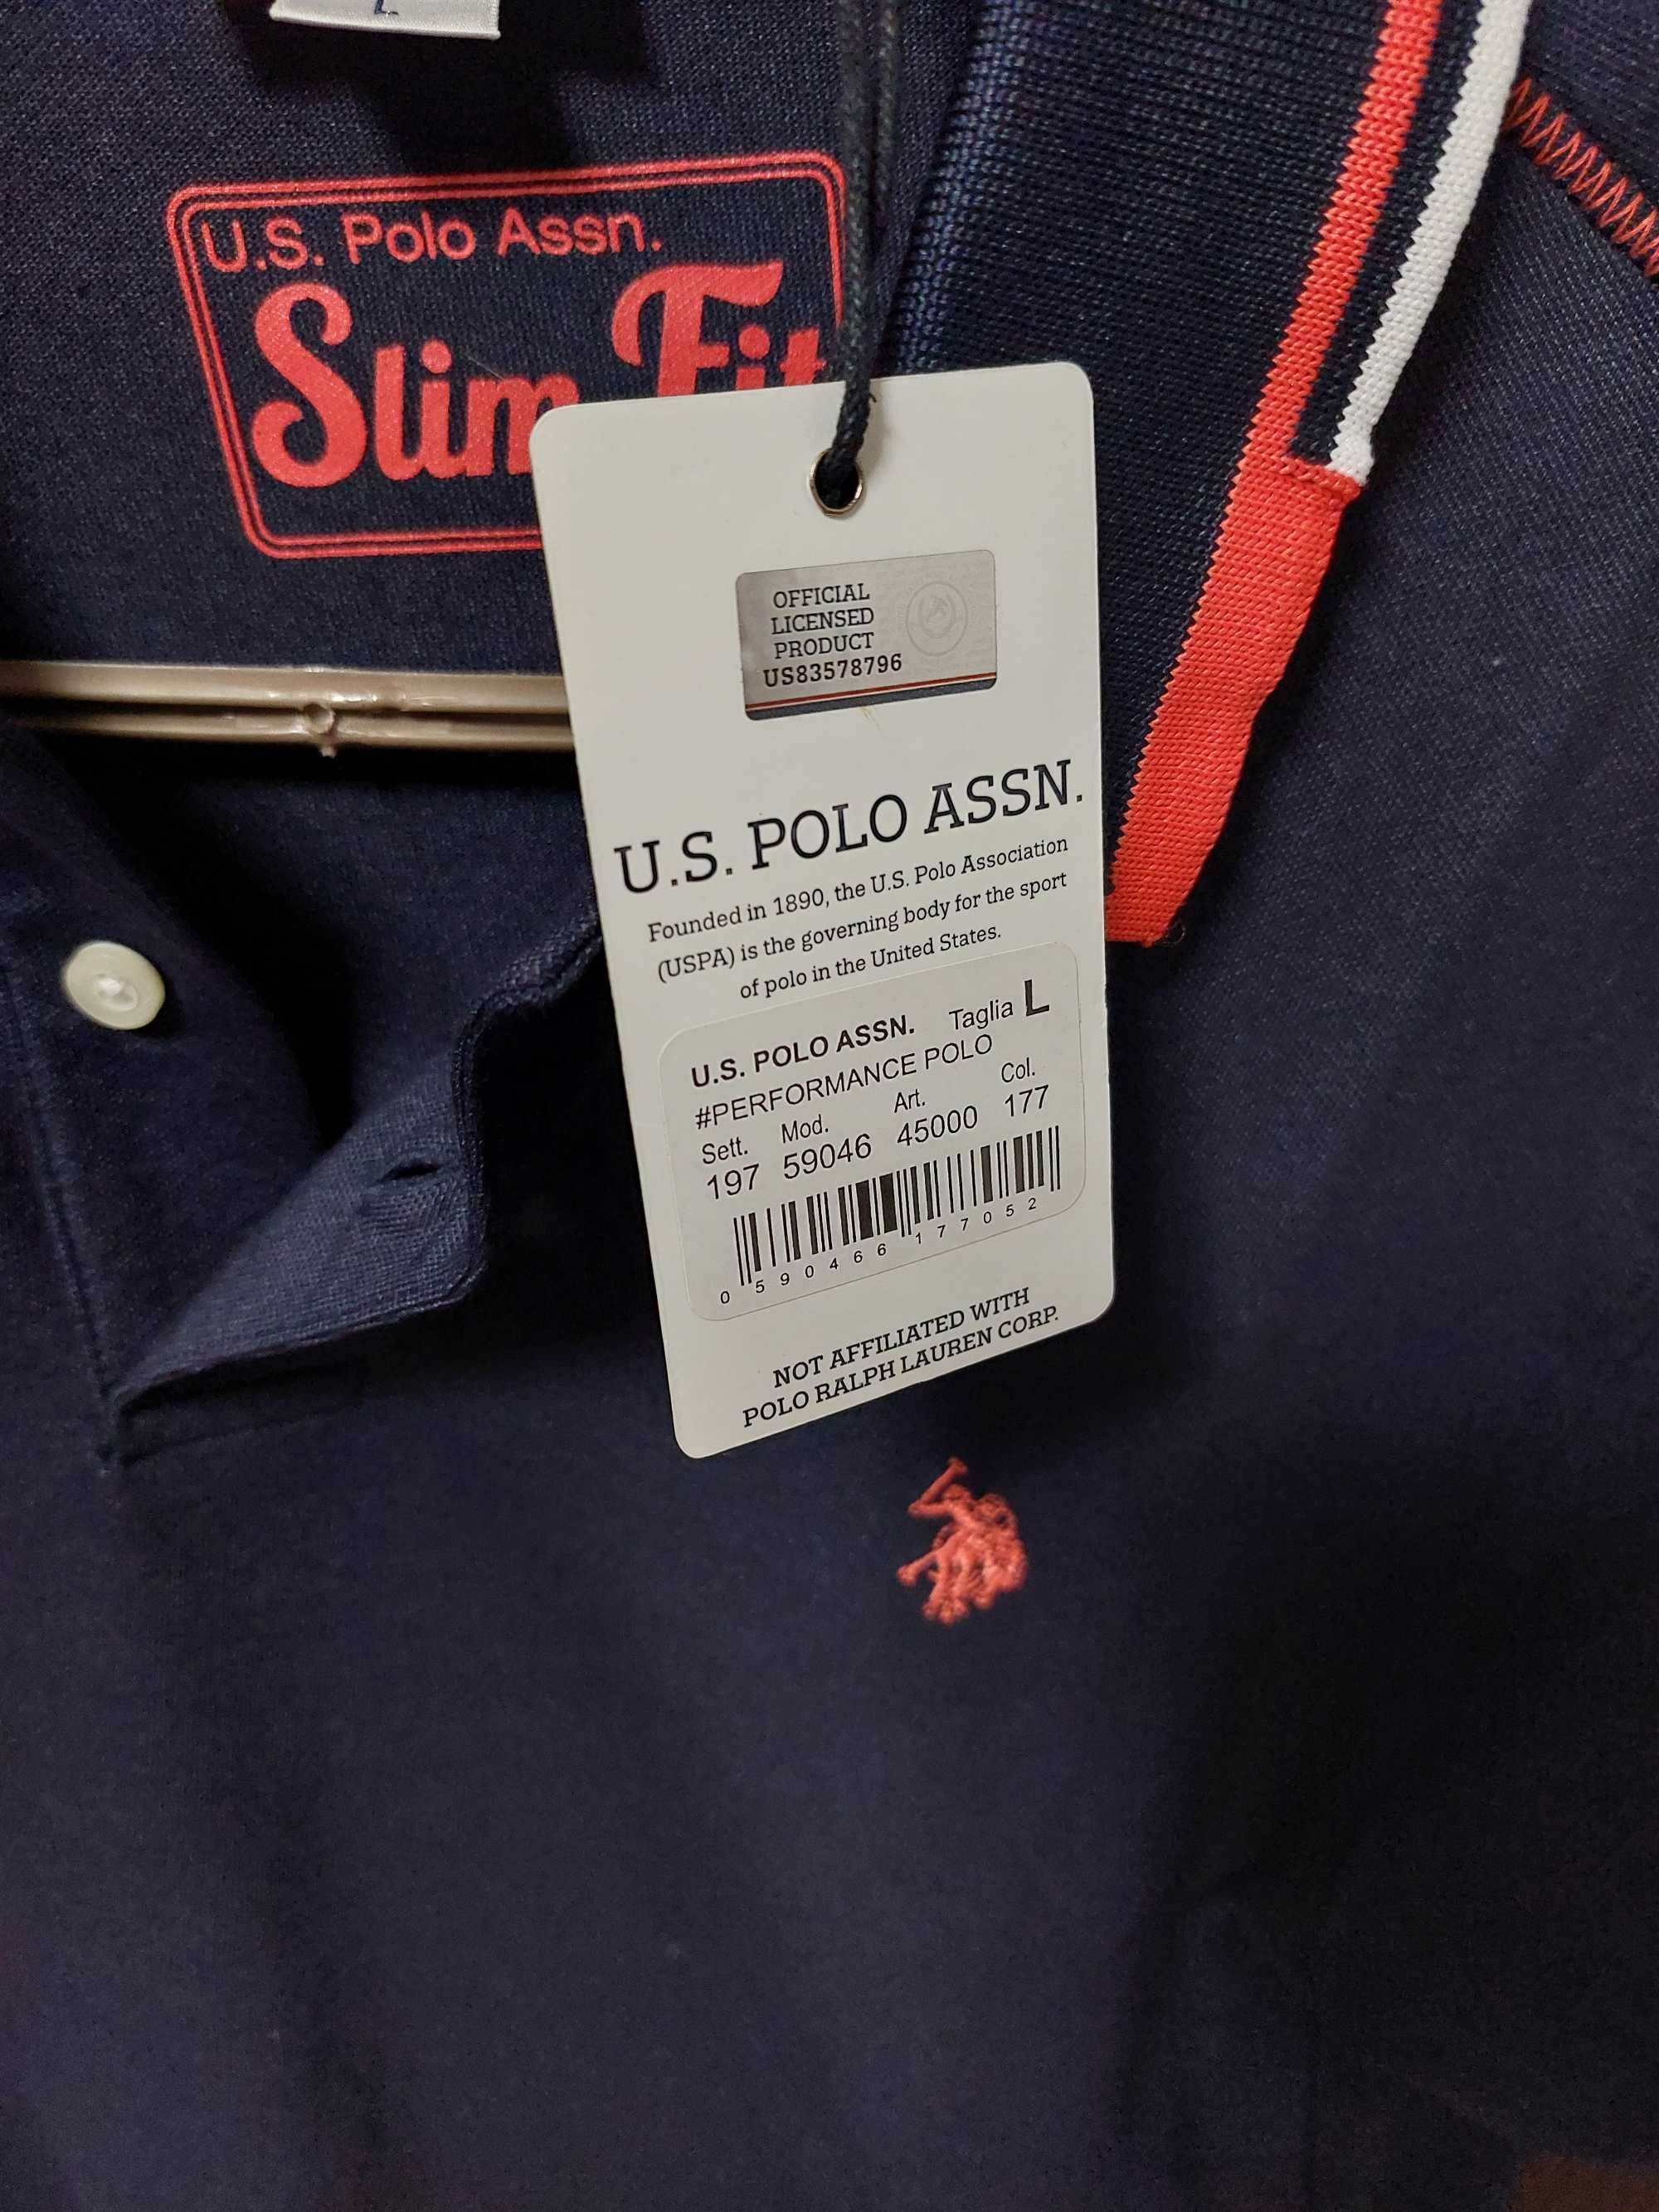 L
U.S. Polo Assn.
Slim Fit
OFFICIAL
LICENSED
PRODUCT
US83578796
U.S. POLO ASSN.
Founded in 1890, the U.S. Polo Association
(USPA) is the governing body for the sport
of polo in the United States.
U.S. POLO ASSN. Taglia L
#PERFORMANCE POLO
Sett. Mod. Art. Col.
197 59046 45000 177
0 590466 177052
NOT AFFILIATED WITH
POLO RALPH LAUREN CORP.